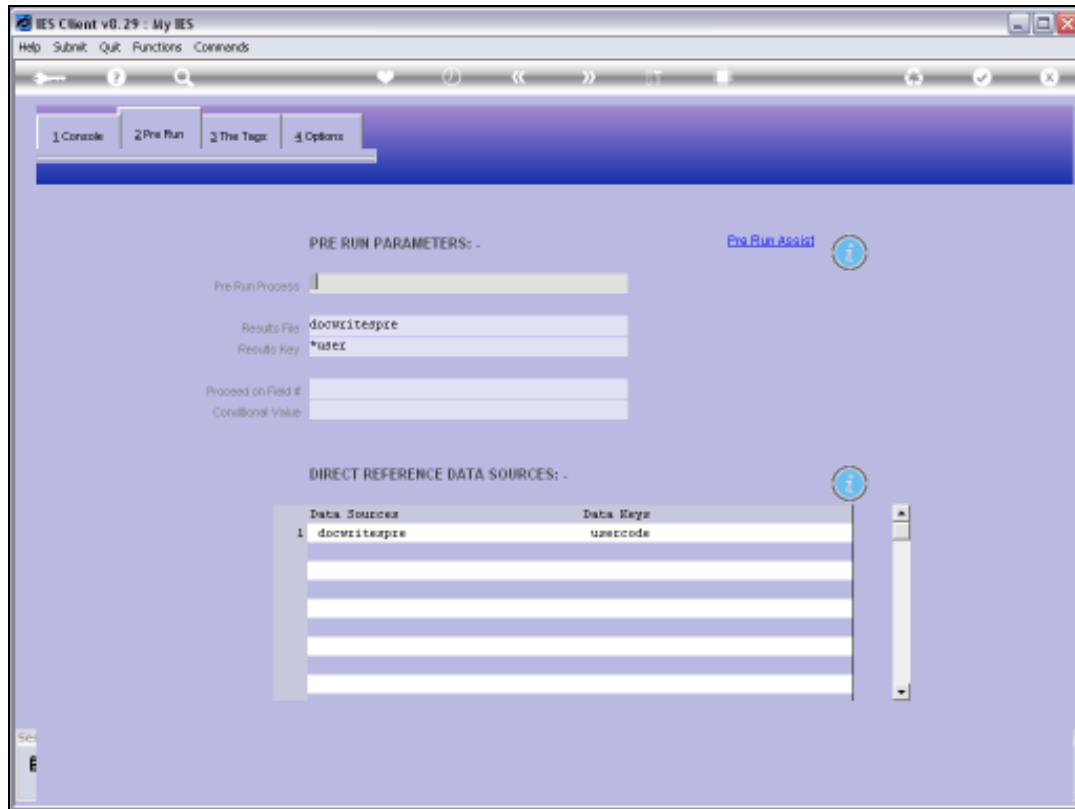 IES Client v8.29 : My IES
Help Submit Quit Functions Commands
1 Console 2 Pre Run 3 The Tags 4 Options
PRE RUN PARAMETERS: -
Pre Run Assist
Pre Run Process
Results File docwritespre
Results Key *user
Proceed on Field #
Conditional Value
DIRECT REFERENCE DATA SOURCES: -
Data Sources Data Keys
1 docwritespre usercode